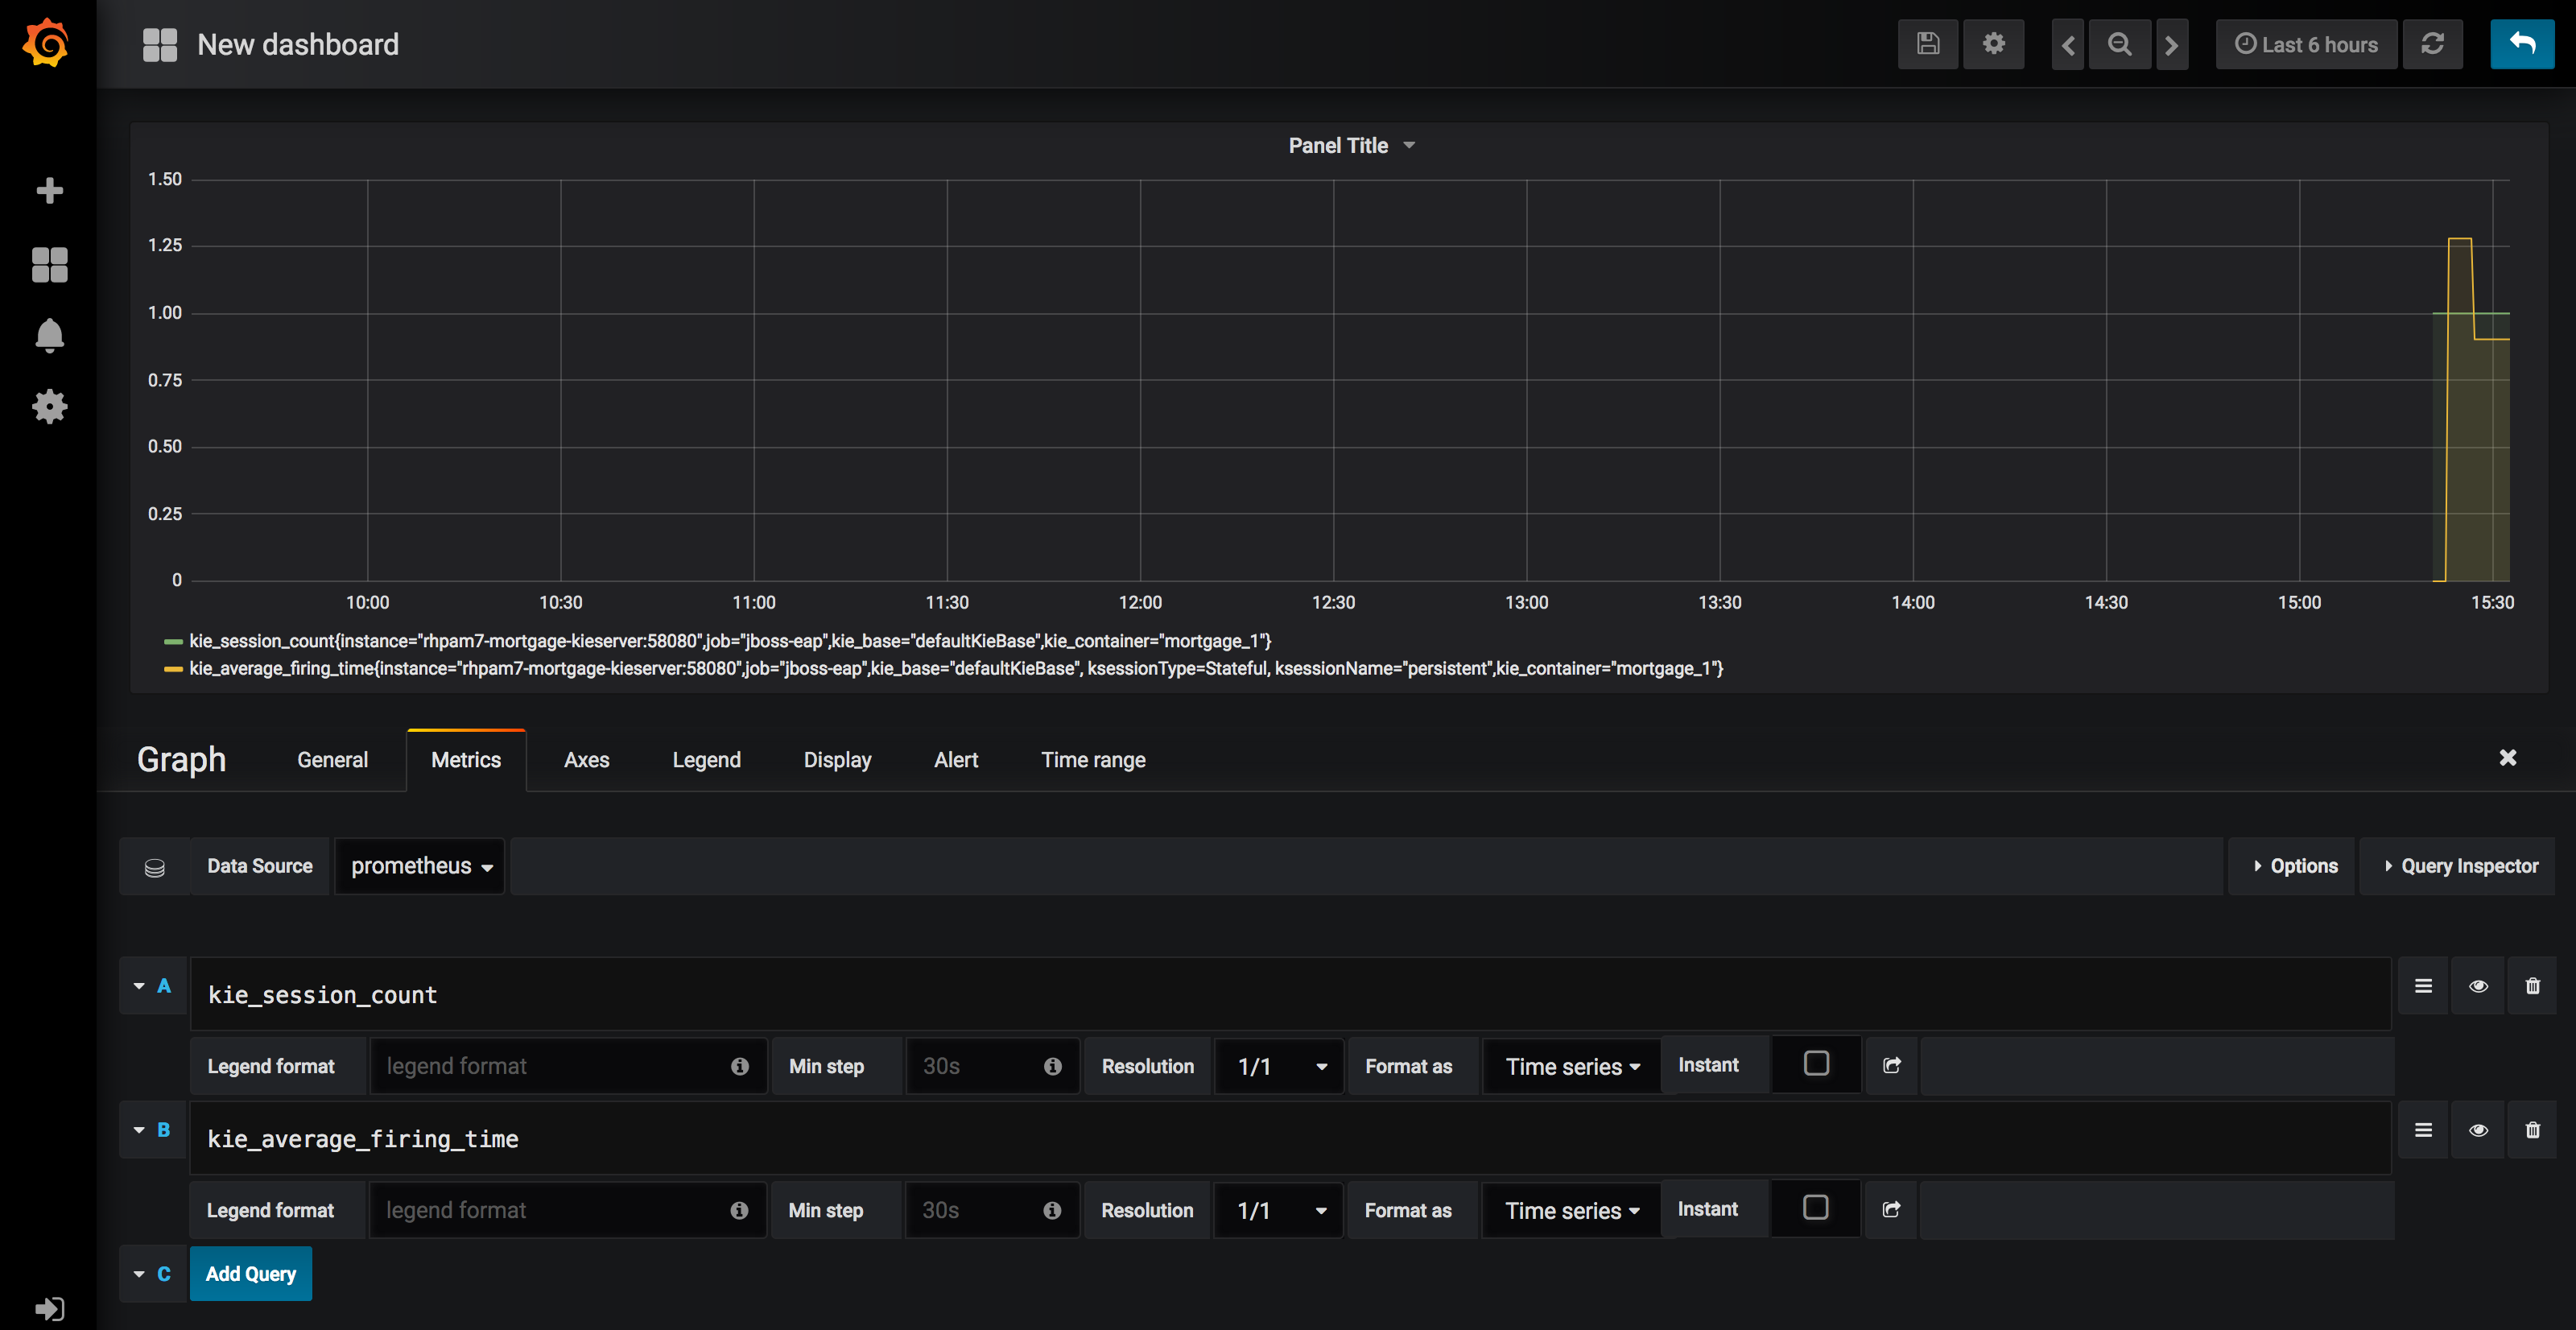 New dashboard
Last 6 hours
Panel Title
1.50
1.25
1.00
0.75
0.50
0.25
0
10:00 10:30 11:00 11:30 12:00 12:30 13:00 13:30 14:00 14:30 15:00 15:30
kie_session_count{instance="rhpam7-mortgage-kieserver:58080",job="jboss-eap",kie_base="defaultKieBase",kie_container="mortgage_1"}
kie_average_firing_time{instance="rhpam7-mortgage-kieserver:58080",job="jboss-eap",kie_base="defaultKieBase", ksessionType=Stateful, ksessionName="persistent",kie_container="mortgage_1"}
Graph General Metrics Axes Legend Display Alert Time range
Data Source prometheus Options Query Inspector
A kie_session_count
Legend format legend format Min step 30s Resolution 1/1 Format as Time series Instant
B kie_average_firing_time
Legend format legend format Min step 30s Resolution 1/1 Format as Time series Instant
C Add Query